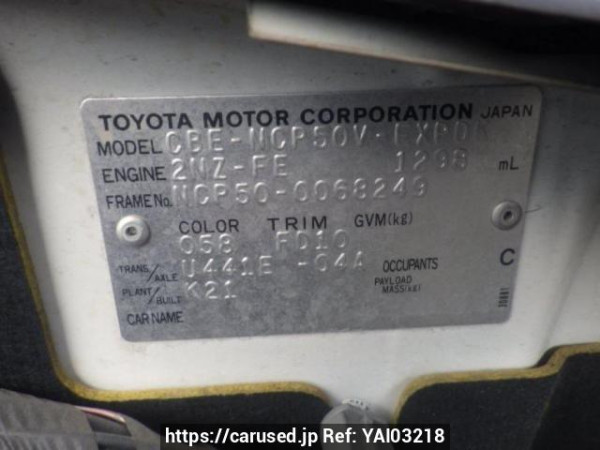 TOYOTA MOTOR CORPORATION JAPAN
MODEL CBE-NCP50V-EXPDK
ENGINE 2NZ-FE 1298 mL
FRAME No. NCP50-0068249
COLOR TRIM GVM(kg)
058 FD10
TRANS/AXLE U441E -04A OCCUPANTS C
PLANT/BUILT K21 PAYLOAD MASS(kg)
CAR NAME
https://carused.jp Ref: YAI03218